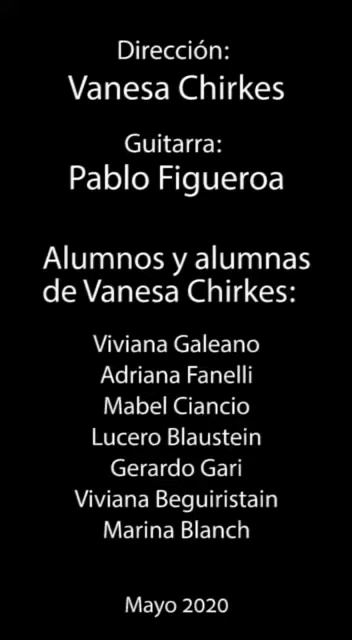 Dirección:
Vanesa Chirkes
Guitarra:
Pablo Figueroa
Alumnos y alumnas
de Vanesa Chirkes:
Viviana Galeano
Adriana Fanelli
Mabel Ciancio
Lucero Blaustein
Gerardo Gari
Viviana Beguiristain
Marina Blanch
Mayo 2020